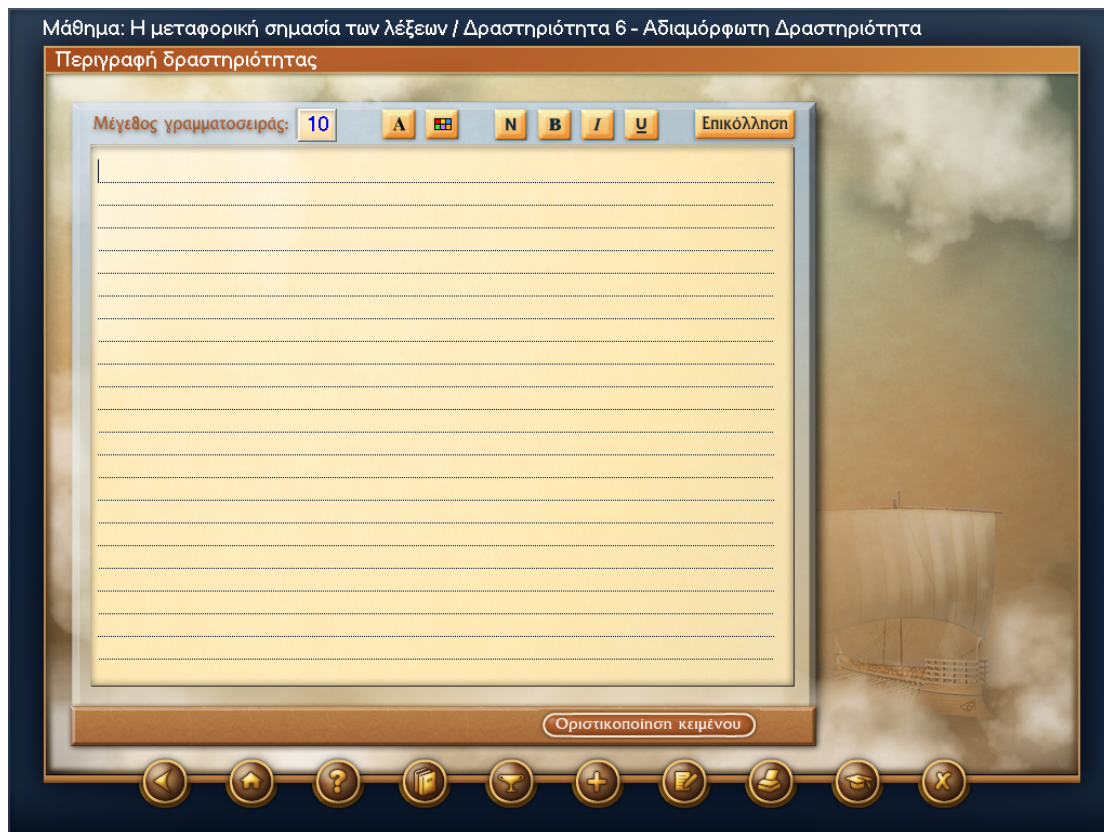 Μάθημα: Η μεταφορική σημασία των λέξεων / Δραστηριότητα 6 - Αδιαμόρφωτη Δραστηριότητα
Περιγραφή δραστηριότητας
Μέγεθος γραμματοσειράς: 10 A N B I U Επικόλληση
Οριστικοποίηση κειμένου
? X